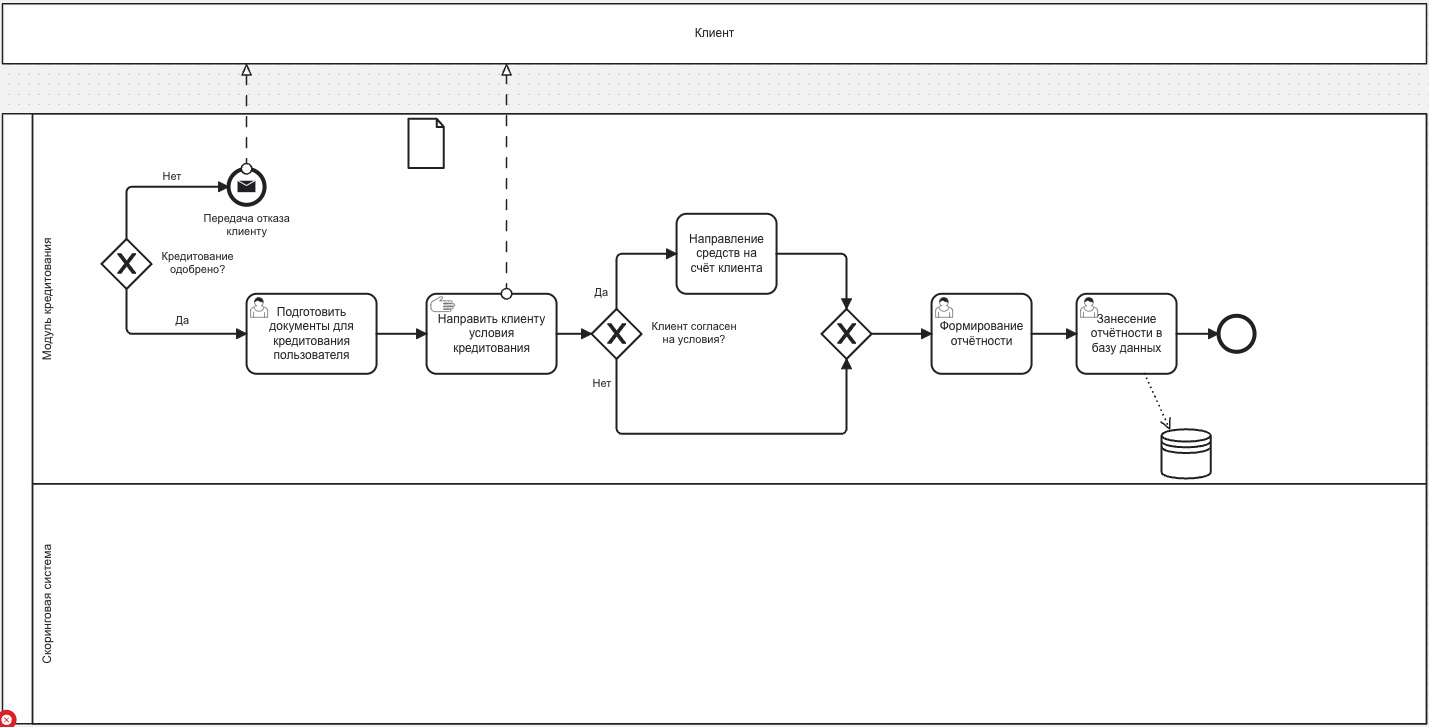 Клиент
Модуль кредитования
Нет
Передача отказа
клиенту
Кредитование
одобрено?
Да
Подготовить
документы для
кредитования
пользователя
Направить клиенту
условия
кредитования
Да
Клиент согласен
на условия?
Нет
Направление
средств на
счёт клиента
Формирование
отчётности
Занесение
отчётности в
базу данных
Скоринговая система